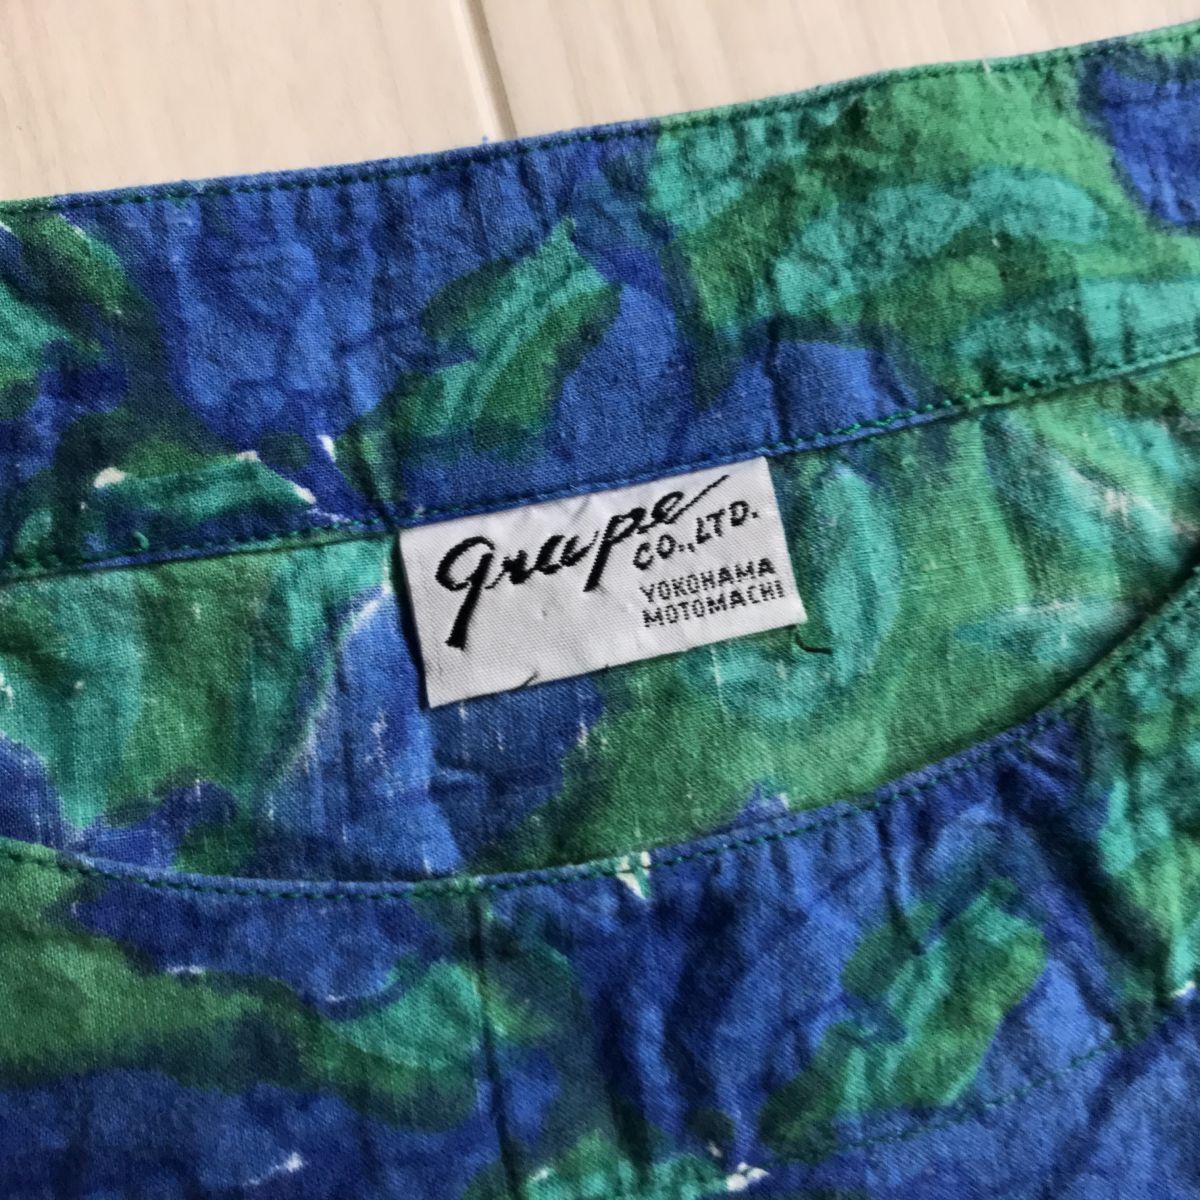 grape
CO., LTD.
YOKOHAMA
MOTOMACHI